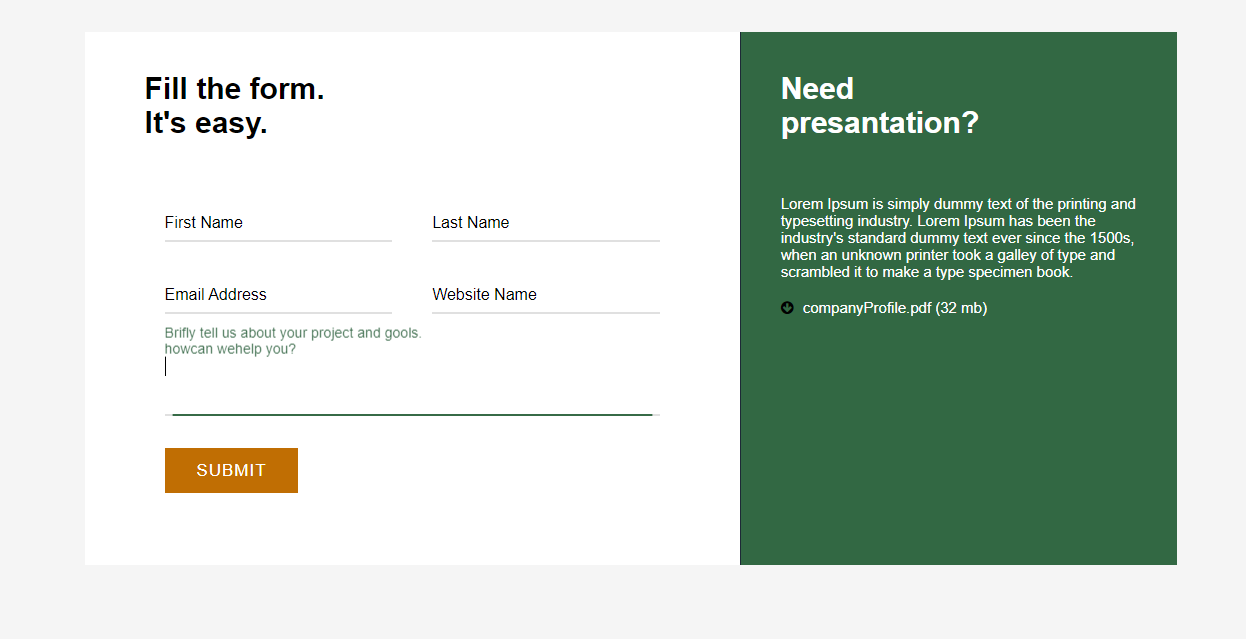 Fill the form.
It's easy.
First Name
Last Name
Email Address
Website Name
Brifly tell us about your project and gools.
howcan wehelp you?
SUBMIT
Need
presantation?
Lorem Ipsum is simply dummy text of the printing and
typesetting industry. Lorem Ipsum has been the
industry's standard dummy text ever since the 1500s,
when an unknown printer took a galley of type and
scrambled it to make a type specimen book.
companyProfile.pdf (32 mb)